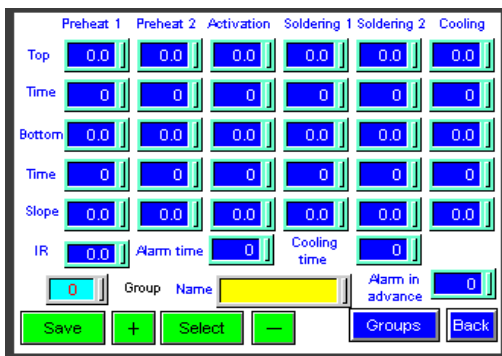 Preheat 1 Preheat 2 Activation Soldering 1 Soldering 2 Cooling
Top 0.0 0.0 0.0 0.0 0.0 0.0
Time 0 0 0 0 0 0
Bottom 0.0 0.0 0.0 0.0 0.0 0.0
Time 0 0 0 0 0 0
Slope 0.0 0.0 0.0 0.0 0.0 0.0
IR 0.0 Alarm time 0 Cooling time 0
0 Group Name Alarm in advance 0
Save + Select — Groups Back